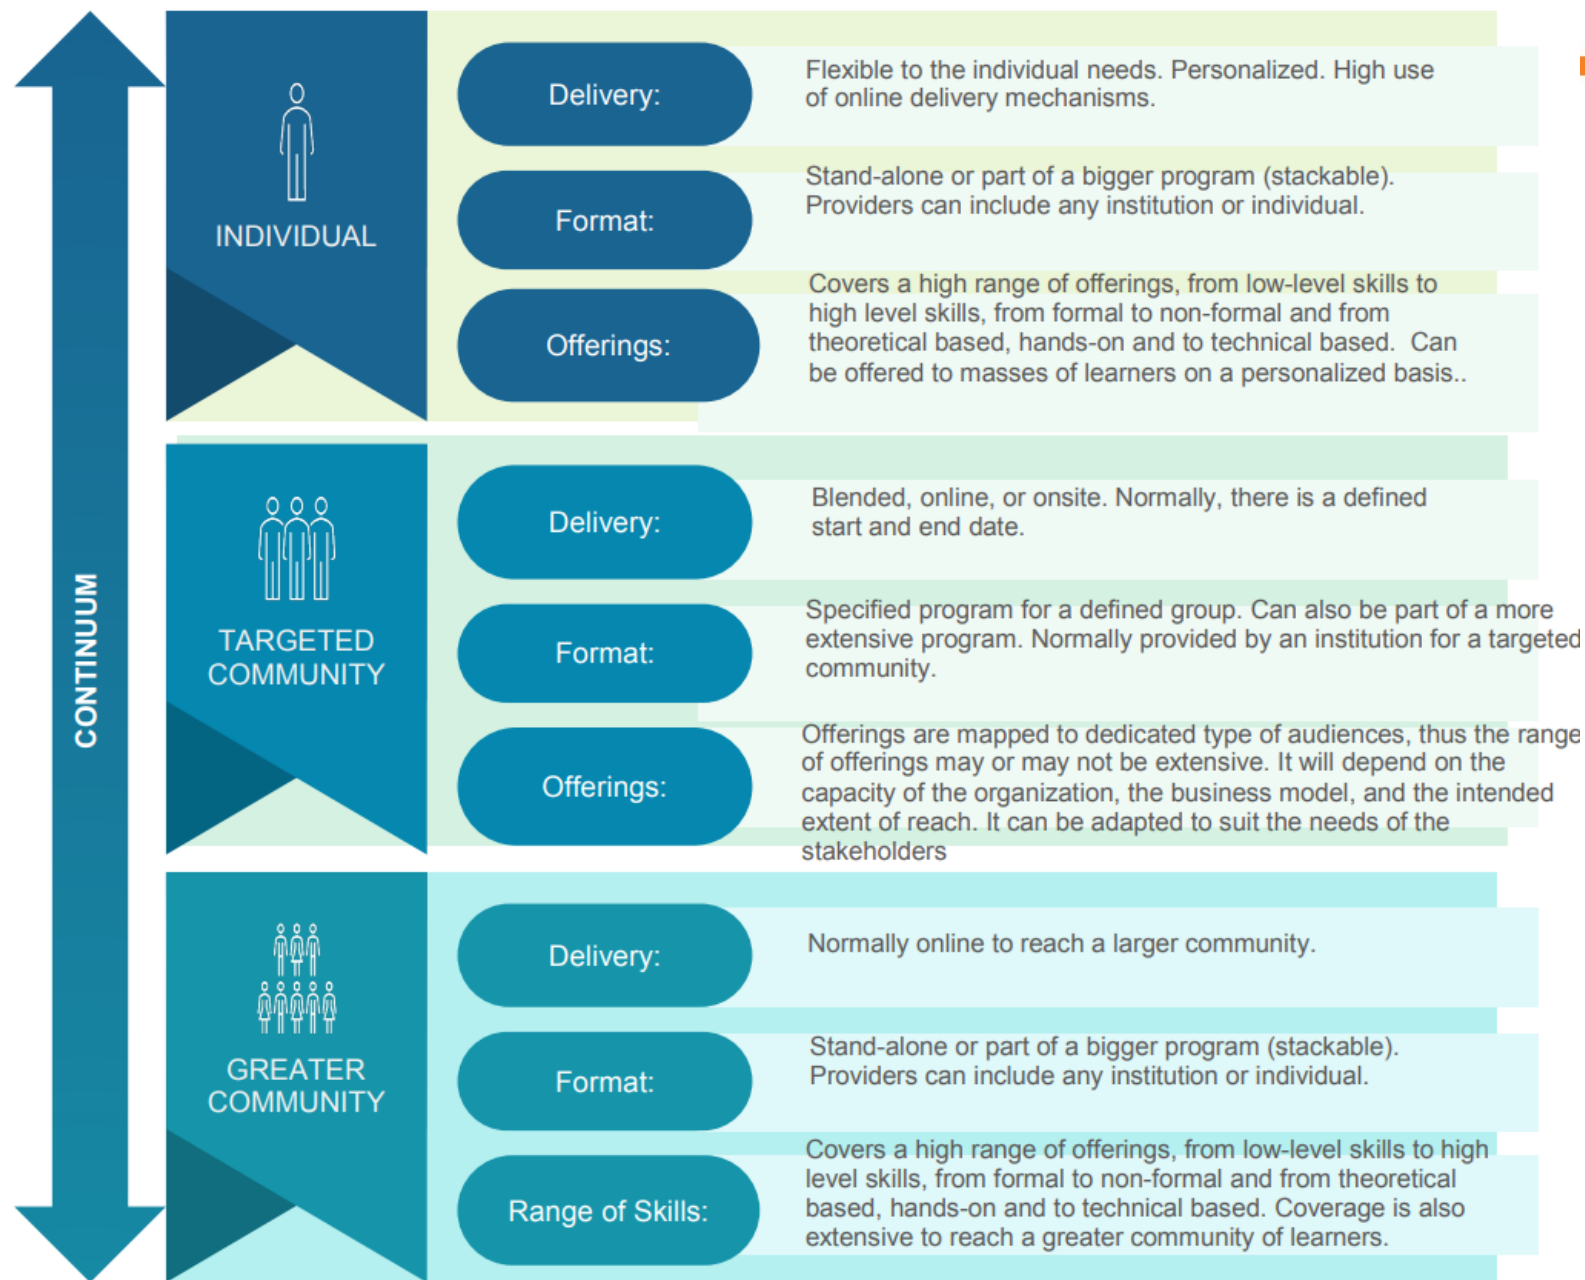 CONTINUUM
INDIVIDUAL
Delivery:
Flexible to the individual needs. Personalized. High use
of online delivery mechanisms.
Format:
Stand-alone or part of a bigger program (stackable).
Providers can include any institution or individual.
Offerings:
Covers a high range of offerings, from low-level skills to
high level skills, from formal to non-formal and from
theoretical based, hands-on and to technical based.  Can
be offered to masses of learners on a personalized basis..
TARGETED
COMMUNITY
Delivery:
Blended, online, or onsite. Normally, there is a defined
start and end date.
Format:
Specified program for a defined group. Can also be part of a more
extensive program. Normally provided by an institution for a targeted
community.
Offerings:
Offerings are mapped to dedicated type of audiences, thus the range
of offerings may or may not be extensive. It will depend on the
capacity of the organization, the business model, and the intended
extent of reach. It can be adapted to suit the needs of the
stakeholders
GREATER
COMMUNITY
Delivery:
Normally online to reach a larger community.
Format:
Stand-alone or part of a bigger program (stackable).
Providers can include any institution or individual.
Range of Skills:
Covers a high range of offerings, from low-level skills to high
level skills, from formal to non-formal and from theoretical
based, hands-on and to technical based. Coverage is also
extensive to reach a greater community of learners.